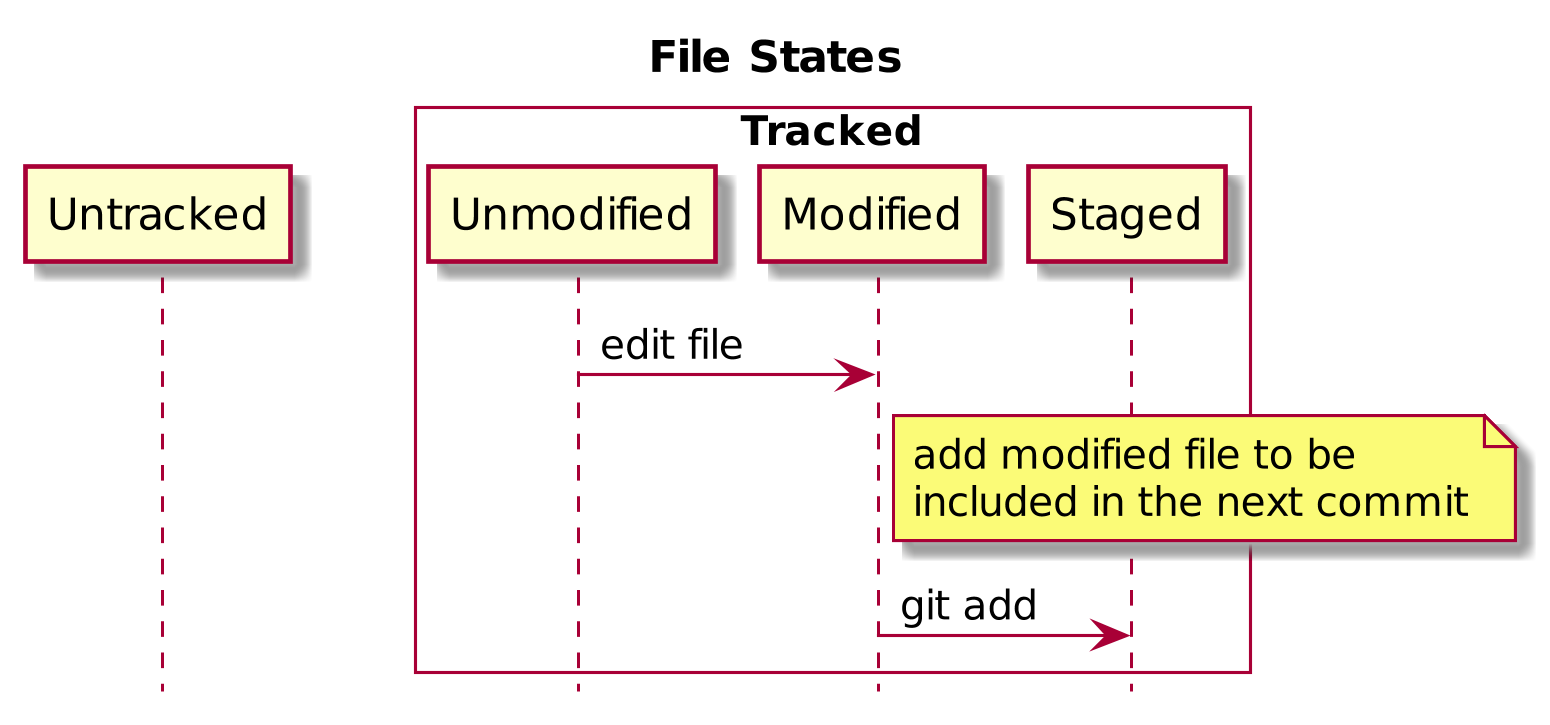 File States
Tracked
Untracked
Unmodified
Modified
Staged
edit file
add modified file to be
included in the next commit
git add